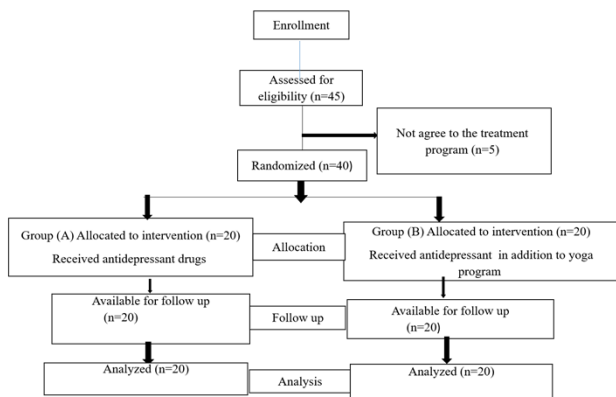 Enrollment
Assessed for
eligibility (n=45)
Not agree to the treatment
program (n=5)
Randomized (n=40)
Group (A) Allocated to intervention (n=20)
Received antidepressant drugs
Allocation
Group (B) Allocated to intervention (n=20)
Received antidepressant in addition to yoga
program
Available for follow up
(n=20)
Follow up
Available for follow up
(n=20)
Analyzed (n=20)
Analysis
Analyzed (n=20)